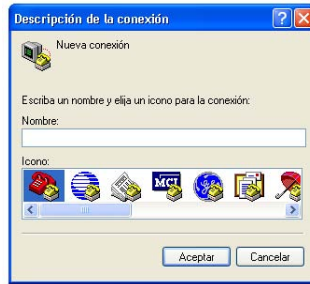 Descripción de la conexión
Nueva conexión
Escriba un nombre y elija un icono para la conexión:
Nombre:
Icono:
MCI
Aceptar
Cancelar